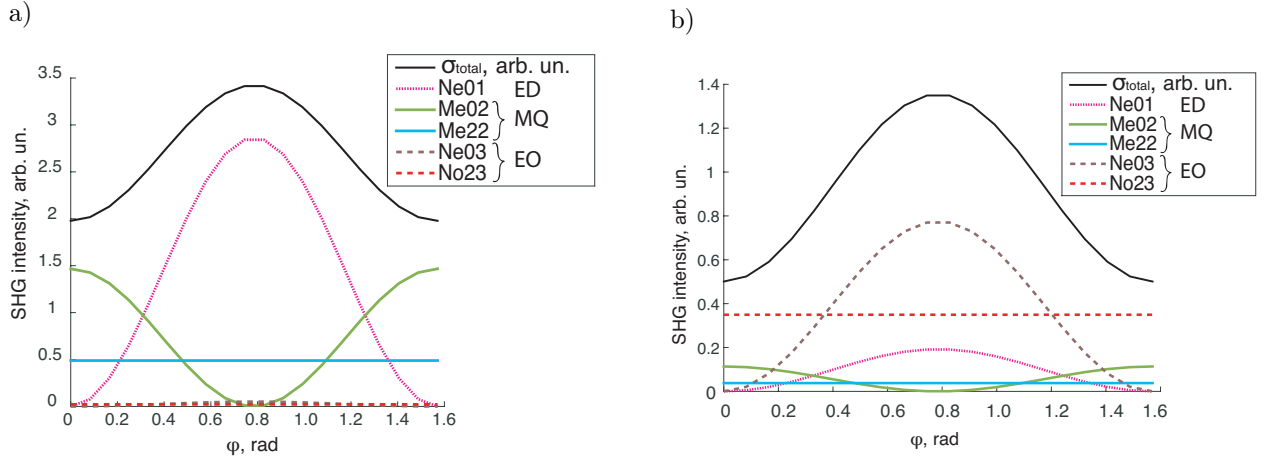 a)
σtotal, arb. un.
Ne01 ED
Me02
Me22
MQ
Ne03
No23
EO
SHG intensity, arb. un.
3.5
3
2.5
2
1.5
1
0.5
0
0 0.2 0.4 0.6 0.8 1.0 1.2 1.4 1.6
φ, rad
b)
σtotal, arb. un.
Ne01 ED
Me02
Me22
MQ
Ne03
No23
EO
SHG intensity, arb. un.
1.4
1.2
1
0.8
0.6
0.4
0.2
0
0 0.2 0.4 0.6 0.8 1.0 1.2 1.4 1.6
φ, rad